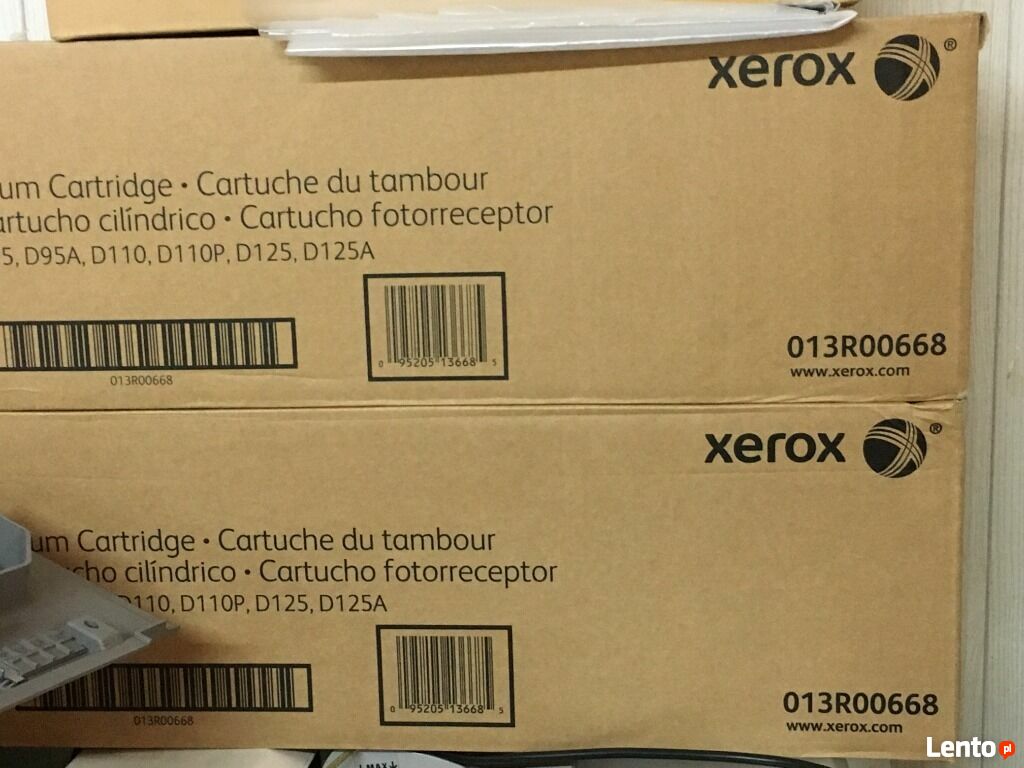 xerox ®
um Cartridge • Cartuche du tambour
artucho cilíndrico • Cartucho fotorreceptor
5, D95A, D110, D110P, D125, D125A
0 95205 13668 5
013R00668
013R00668
www.xerox.com
xerox ®
um Cartridge • Cartuche du tambour
cho cilíndrico • Cartucho fotorreceptor
D110, D110P, D125, D125A
0 95205 13668 5
013R00668
013R00668
www.xerox.com
MAX
Lento pl